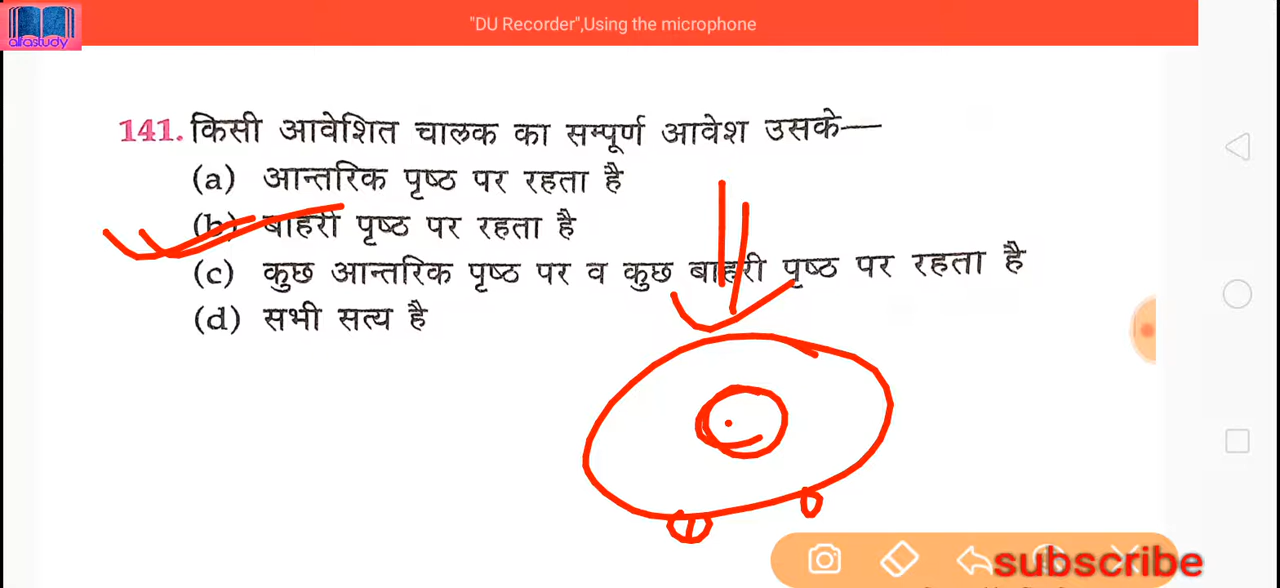 "DU Recorder",Using the microphone
alfastudy
141. किसी आवेशित चालक का सम्पूर्ण आवेश उसके—
(a) आन्तरिक पृष्ठ पर रहता है
(b) बाहरी पृष्ठ पर रहता है
(c) कुछ आन्तरिक पृष्ठ पर व कुछ बाहरी पृष्ठ पर रहता है
(d) सभी सत्य है
subscribe